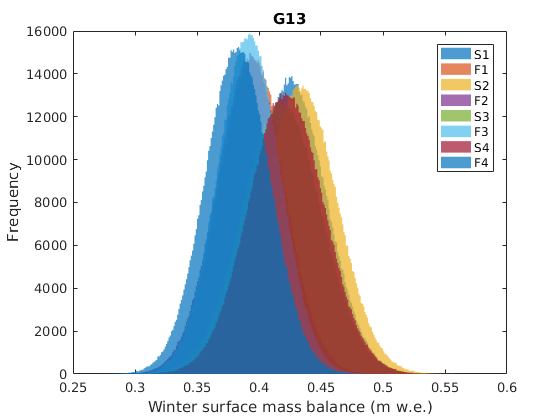 G13
16000
14000
12000
10000
8000
6000
4000
2000
0
Frequency
S1
F1
S2
F2
S3
F3
S4
F4
0.25 0.3 0.35 0.4 0.45 0.5 0.55 0.6
Winter surface mass balance (m w.e.)